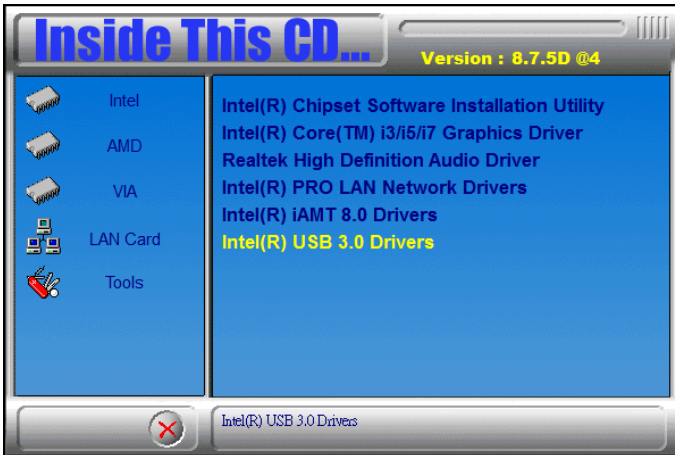 Inside This CD...
Version : 8.7.5D @4
Intel
AMD
VIA
LAN Card
Tools
Intel(R) Chipset Software Installation Utility
Intel(R) Core(TM) i3/i5/i7 Graphics Driver
Realtek High Definition Audio Driver
Intel(R) PRO LAN Network Drivers
Intel(R) iAMT 8.0 Drivers
Intel(R) USB 3.0 Drivers
Intel(R) USB 3.0 Drivers